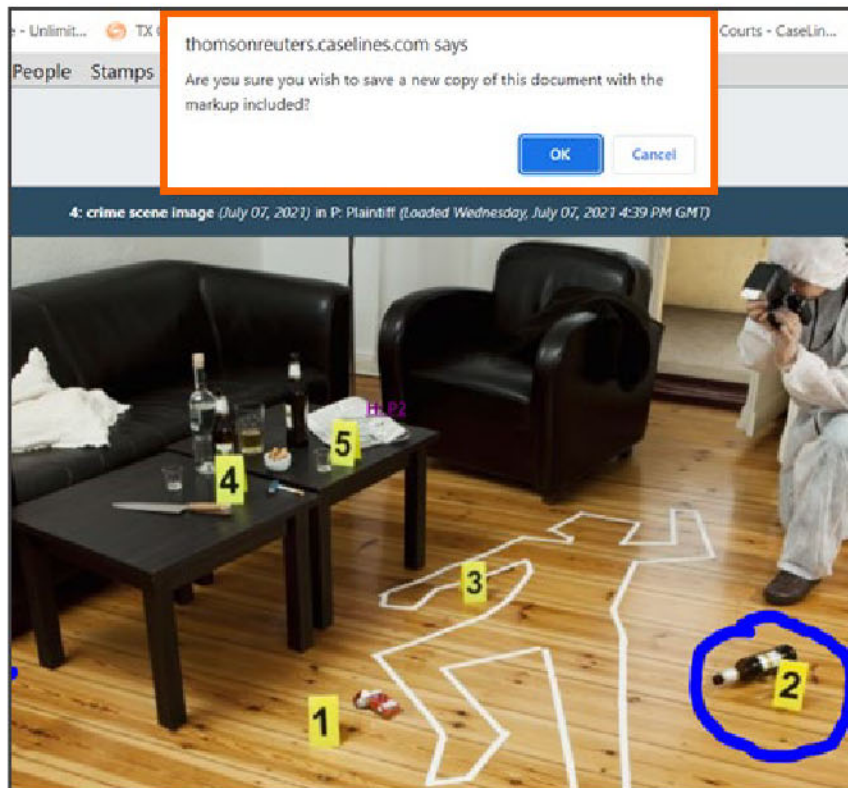 - Unlimit...
TX
Courts - CaseLin...
thomsonreuters.caselines.com says
Are you sure you wish to save a new copy of this document with the
markup included?
OK
Cancel
People
Stamps
4: crime scene image (July 07, 2021) in P: Plaintiff (Loaded Wednesday, July 07, 2021 4:39 PM GMT)
H: P2
5
4
3
2
1